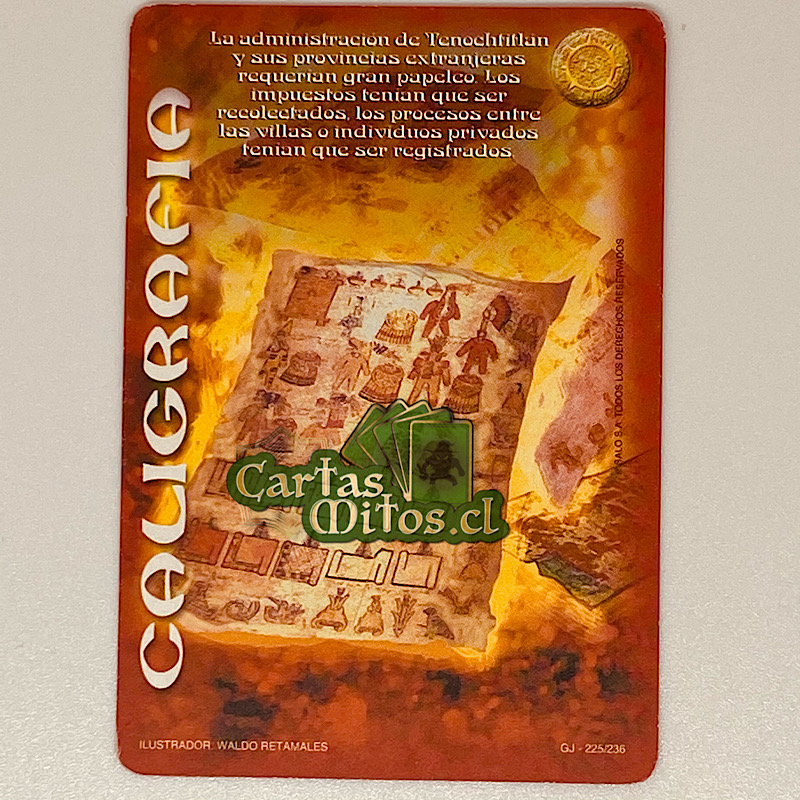 La administración de Tenochtitlán
y sus provincias extranjeras
requerían gran papeleo. Los
impuestos tenían que ser
recolectados, los procesos entre
las villas o individuos privados
tenían que ser registrados.
CALIGRAFIA
SALO S.A. TODOS LOS DERECHOS RESERVADOS
Cartas
Mitos.cl
ILUSTRADOR: WALDO RETAMALES
GJ - 225/236